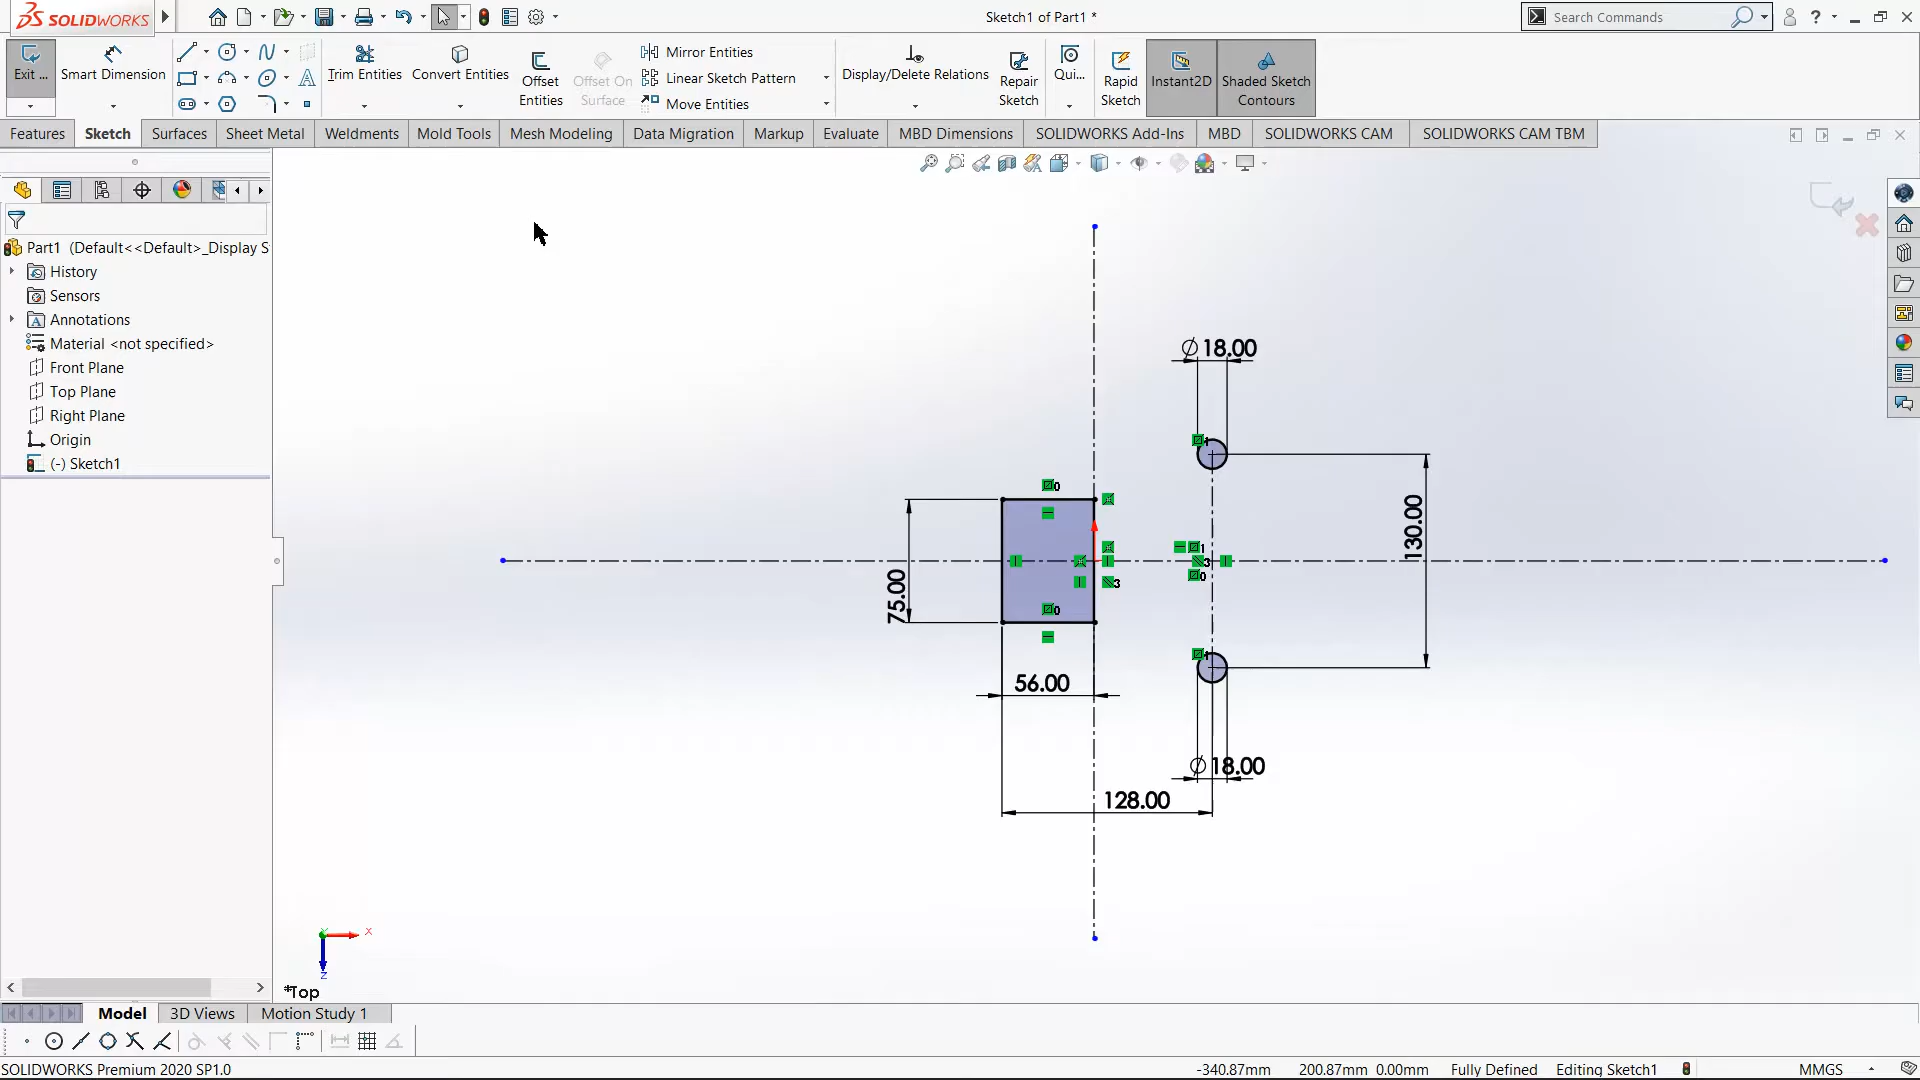 SOLIDWORKS
Sketch1 of Part1 *
Search Commands
?
Exit ...
Smart Dimension
Trim Entities
Convert Entities
Offset
Entities
Offset On
Surface
Mirror Entities
Linear Sketch Pattern
Move Entities
Display/Delete Relations
Repair
Sketch
Qui...
Rapid
Sketch
Instant2D
Shaded Sketch
Contours
Features
Sketch
Surfaces
Sheet Metal
Weldments
Mold Tools
Mesh Modeling
Data Migration
Markup
Evaluate
MBD Dimensions
SOLIDWORKS Add-Ins
MBD
SOLIDWORKS CAM
SOLIDWORKS CAM TBM
Part1 (Default<<Default>_Display S
History
Sensors
Annotations
Material <not specified>
Front Plane
Top Plane
Right Plane
Origin
(-) Sketch1
∅18.00
130.00
75.00
56.00
∅18.00
128.00
X
Z
*Top
Model
3D Views
Motion Study 1
SOLIDWORKS Premium 2020 SP1.0
-340.87mm
200.87mm 0.00mm
Fully Defined
Editing Sketch1
MMGS